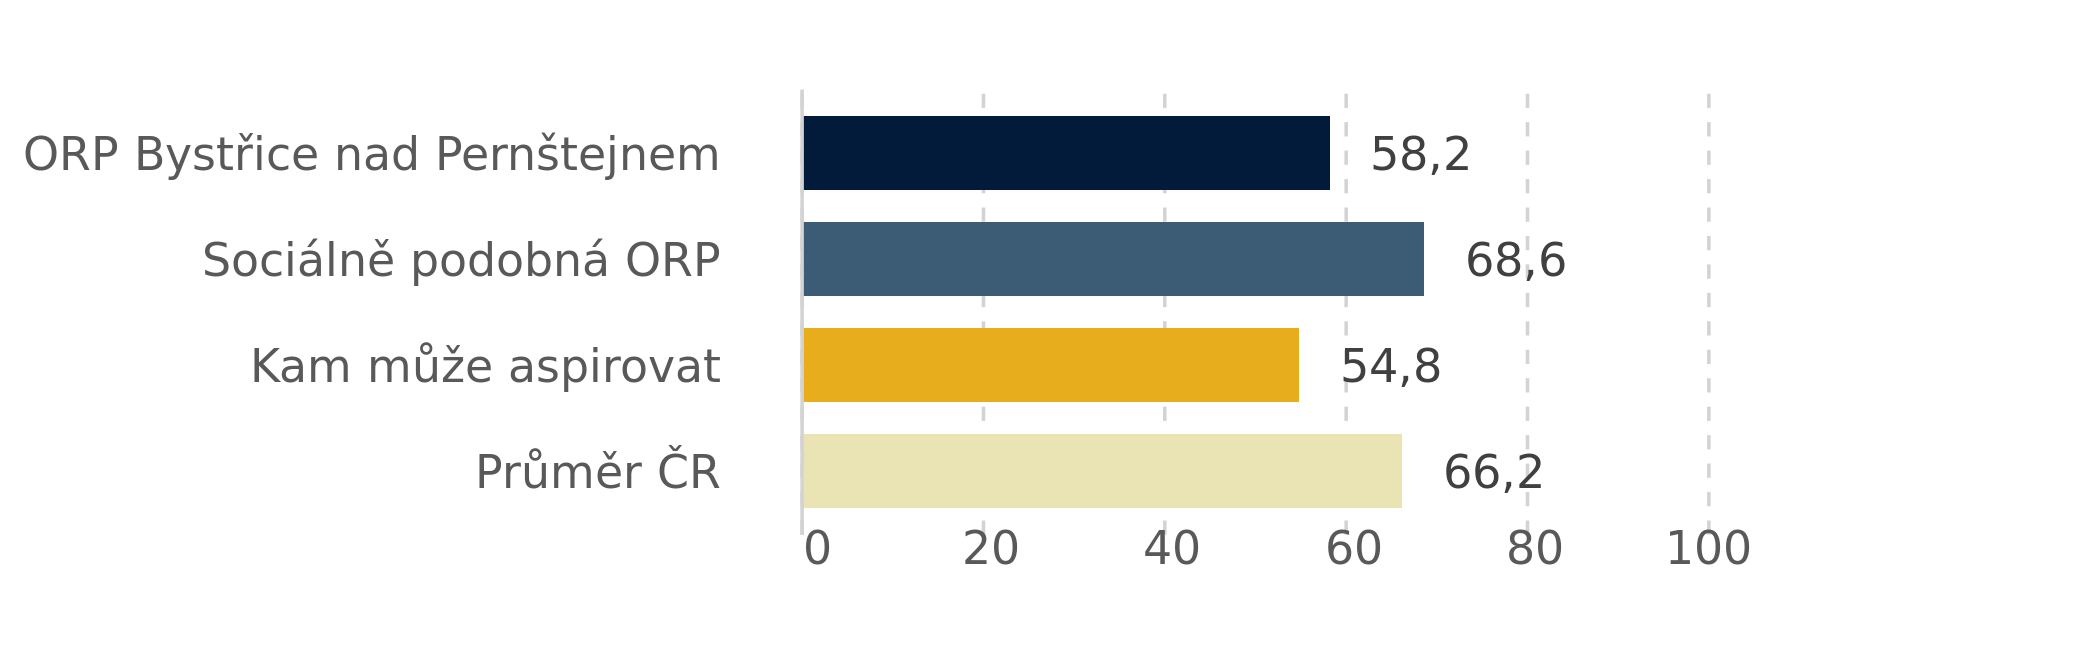 ORP Bystřice nad Pernštejnem 58,2
Sociálně podobná ORP 68,6
Kam může aspirovat 54,8
Průměr ČR 66,2
0 20 40 60 80 100